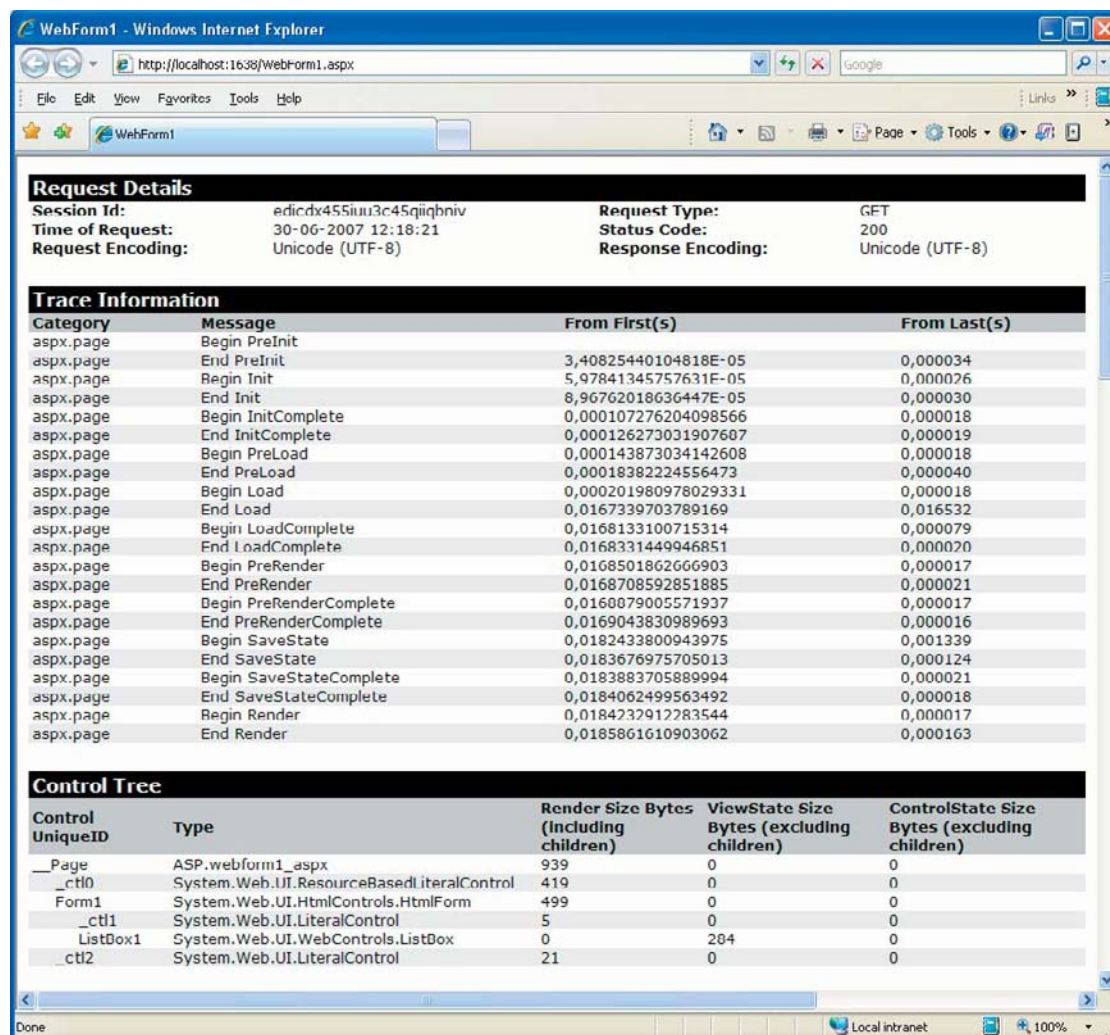 WebForm1 - Windows Internet Explorer
http://localhost:1638/WebForm1.aspx Google
File Edit View Favorites Tools Help Links »
WebForm1 Page Tools
Request Details
Session Id: edicdx455iuu3c45qiiqbniv Request Type: GET
Time of Request: 30-06-2007 12:18:21 Status Code: 200
Request Encoding: Unicode (UTF-8) Response Encoding: Unicode (UTF-8)
Trace Information
Category Message From First(s) From Last(s)
aspx.page Begin PreInit
aspx.page End PreInit 3,40825440104818E-05 0,000034
aspx.page Begin Init 5,97841345757631E-05 0,000026
aspx.page End Init 8,96762018636447E-05 0,000030
aspx.page Begin InitComplete 0,000107276204098566 0,000018
aspx.page End InitComplete 0,000126273031907687 0,000019
aspx.page Begin PreLoad 0,000143873034142608 0,000018
aspx.page End PreLoad 0,00018382224556473 0,000040
aspx.page Begin Load 0,000201980978029331 0,000018
aspx.page End Load 0,0167339703789169 0,016532
aspx.page Begin LoadComplete 0,0168133100715314 0,000079
aspx.page End LoadComplete 0,0168331449946851 0,000020
aspx.page Begin PreRender 0,0168501862666903 0,000017
aspx.page End PreRender 0,0168708592851885 0,000021
aspx.page Begin PreRenderComplete 0,0168879005571937 0,000017
aspx.page End PreRenderComplete 0,0169043830989693 0,000016
aspx.page Begin SaveState 0,0182433800943975 0,001339
aspx.page End SaveState 0,0183676975705013 0,000124
aspx.page Begin SaveStateComplete 0,0183883705889994 0,000021
aspx.page End SaveStateComplete 0,0184062499563492 0,000018
aspx.page Begin Render 0,0184232912283544 0,000017
aspx.page End Render 0,0185861610903062 0,000163
Control Tree
Control UniqueID Type Render Size Bytes (including children) ViewState Size Bytes (excluding children) ControlState Size Bytes (excluding children)
__Page ASP.webform1_aspx 939 0 0
_ctl0 System.Web.UI.ResourceBasedLiteralControl 419 0 0
Form1 System.Web.UI.HtmlControls.HtmlForm 499 0 0
_ctl1 System.Web.UI.LiteralControl 5 0 0
ListBox1 System.Web.UI.WebControls.ListBox 0 284 0
_ctl2 System.Web.UI.LiteralControl 21 0 0
Done Local intranet 100%